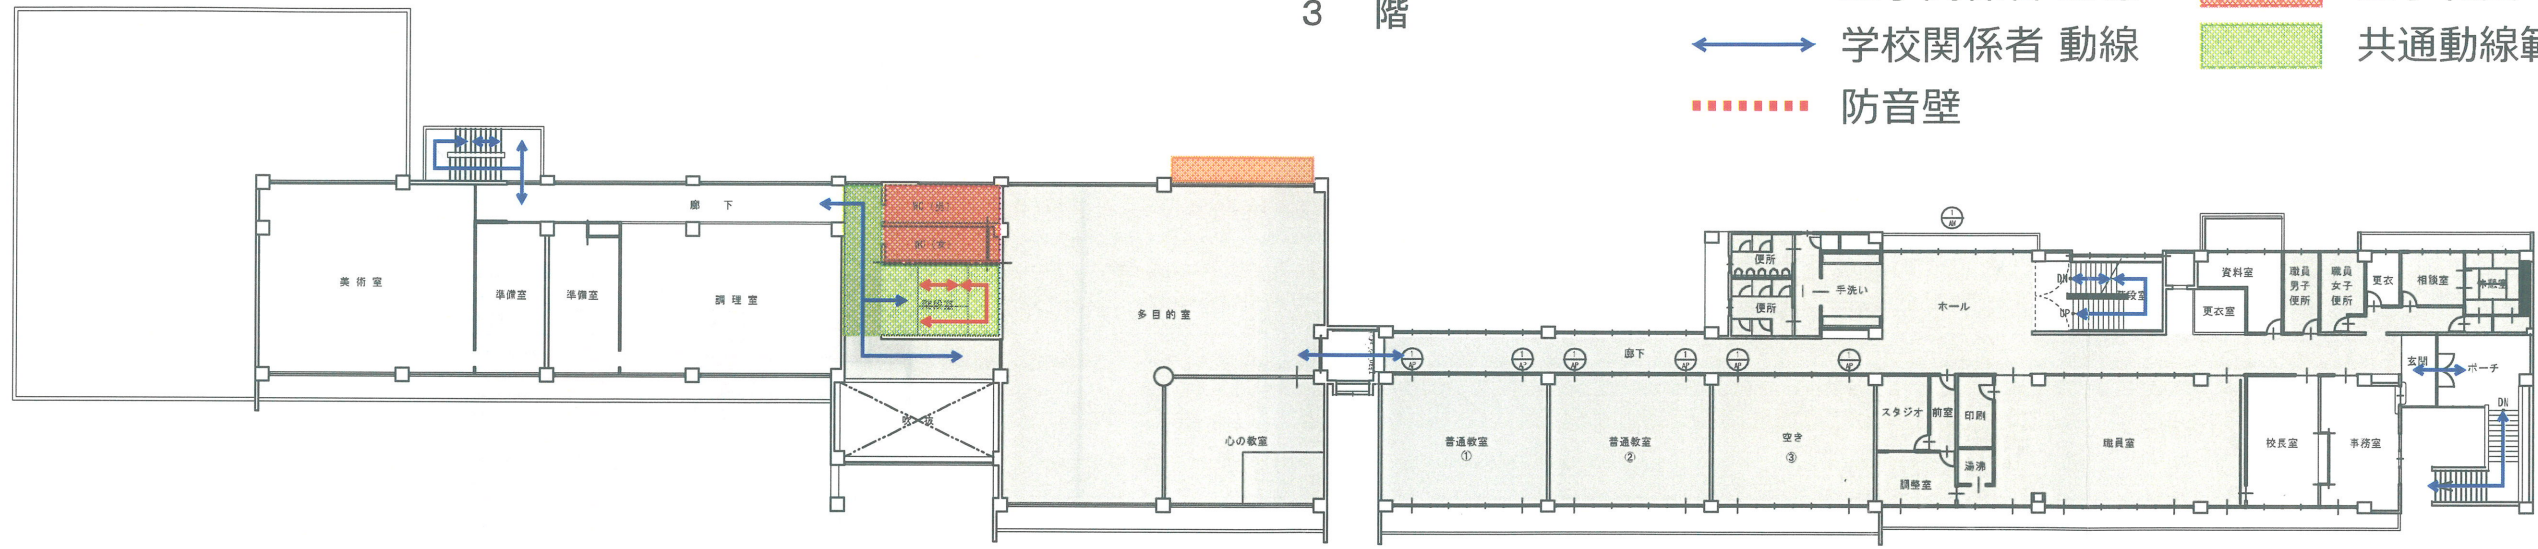 3 階
学校関係者 動線
共通動線範
防音壁
廊 下
美 術 室
準備室
準備室
調 理 室
多 目 的 室
吹 抜
心の教室
便所
便所
手洗い
ホール
DN
UP
階段室
資料室
更衣室
職員
男子
便所
職員
女子
便所
更衣
相談室
廊下
玄関
ポーチ
DN
普通教室
①
普通教室
②
空き
③
スタジオ
前室
印刷
湯沸
調整室
職員室
校長室
事務室